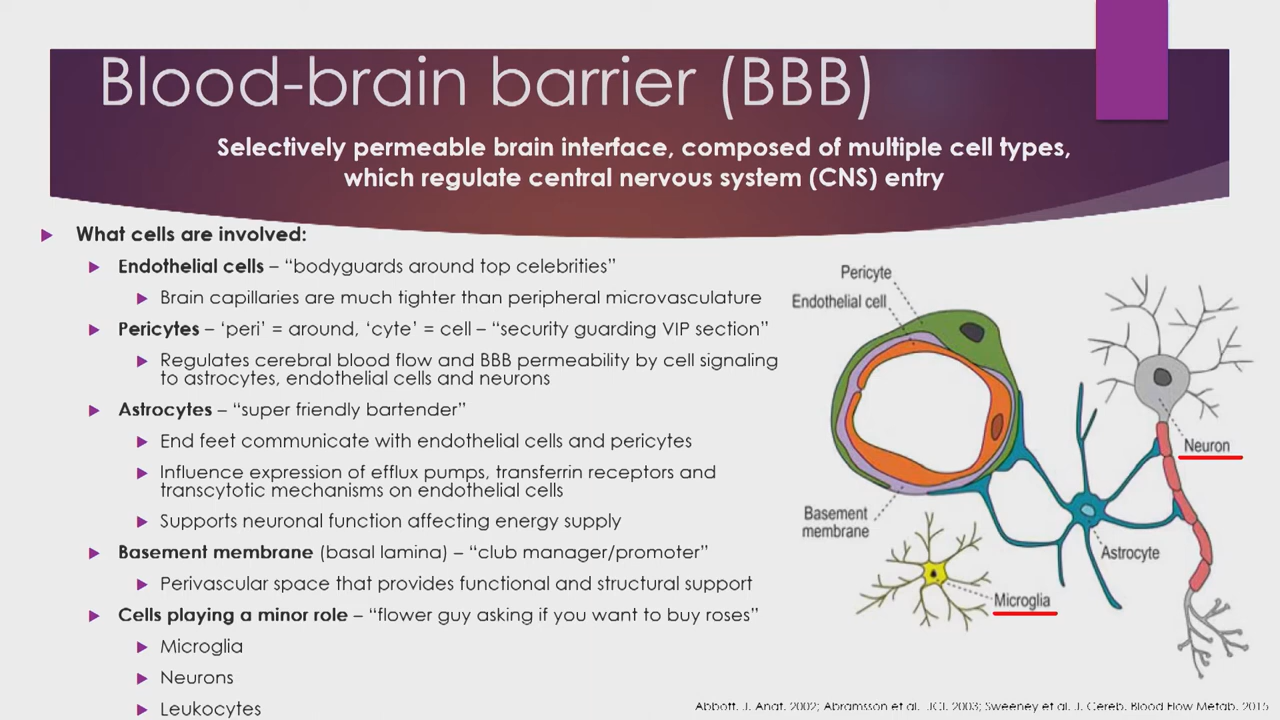 Blood-brain barrier (BBB)
Selectively permeable brain interface, composed of multiple cell types,
which regulate central nervous system (CNS) entry
What cells are involved:
Endothelial cells – “bodyguards around top celebrities”
Brain capillaries are much tighter than peripheral microvasculature
Pericytes – ‘peri’ = around, ‘cyte’ = cell – “security guarding VIP section”
Regulates cerebral blood flow and BBB permeability by cell signaling
to astrocytes, endothelial cells and neurons
Astrocytes – “super friendly bartender”
End feet communicate with endothelial cells and pericytes
Influence expression of efflux pumps, transferrin receptors and
transcytotic mechanisms on endothelial cells
Supports neuronal function affecting energy supply
Basement membrane (basal lamina) – “club manager/promoter”
Perivascular space that provides functional and structural support
Cells playing a minor role – “flower guy asking if you want to buy roses”
Microglia
Neurons
Leukocytes
Pericyte
Endothelial cell
Neuron
Basement
membrane
Astrocyte
Microglia
Abbott. J. Anat. 2002; Abramsson et al. JCI. 2003; Sweeney et al. J. Cereb. Blood Flow Metab. 2015